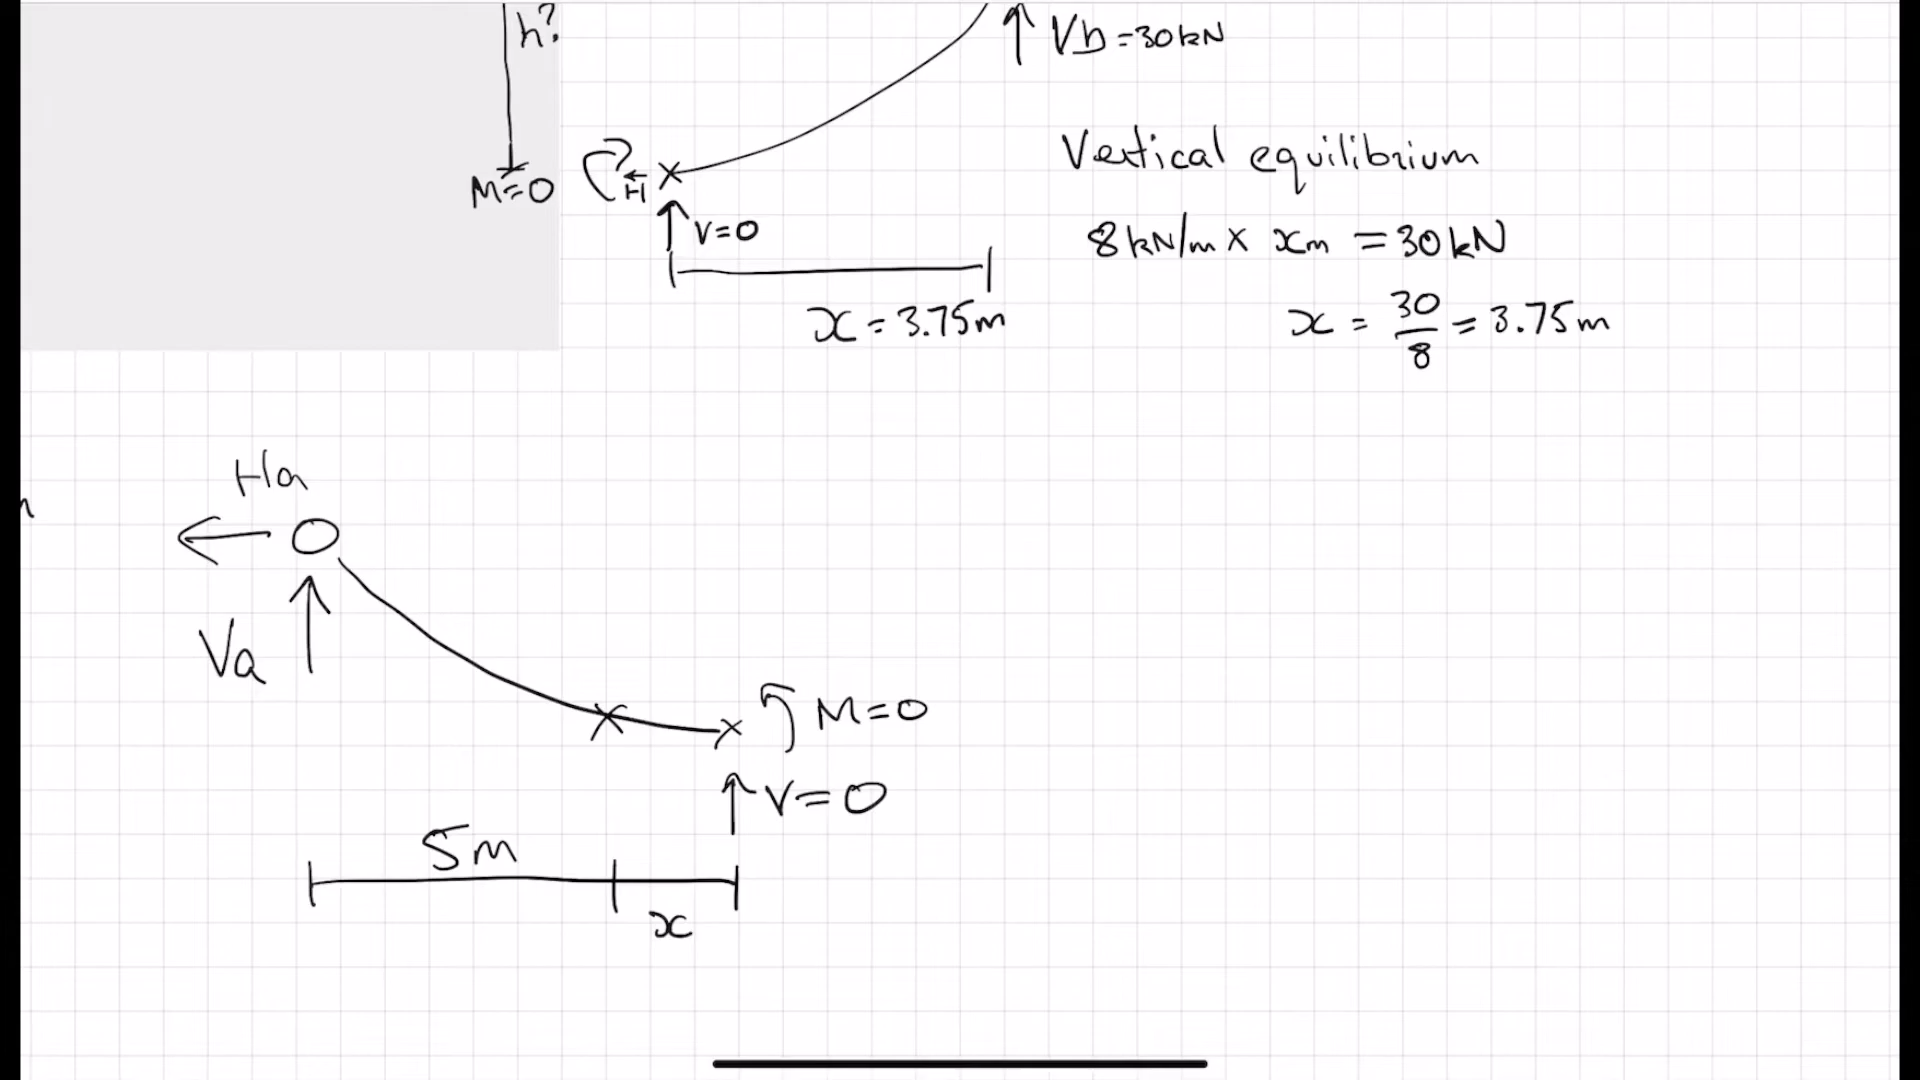 h?
Vb = 30kN
M=0
?
H
V=0
x = 3.75m
Vertical equilibrium
8kN/m × xm = 30kN
x = 30/8 = 3.75m
Ha
Va
M=0
V=0
5m
x